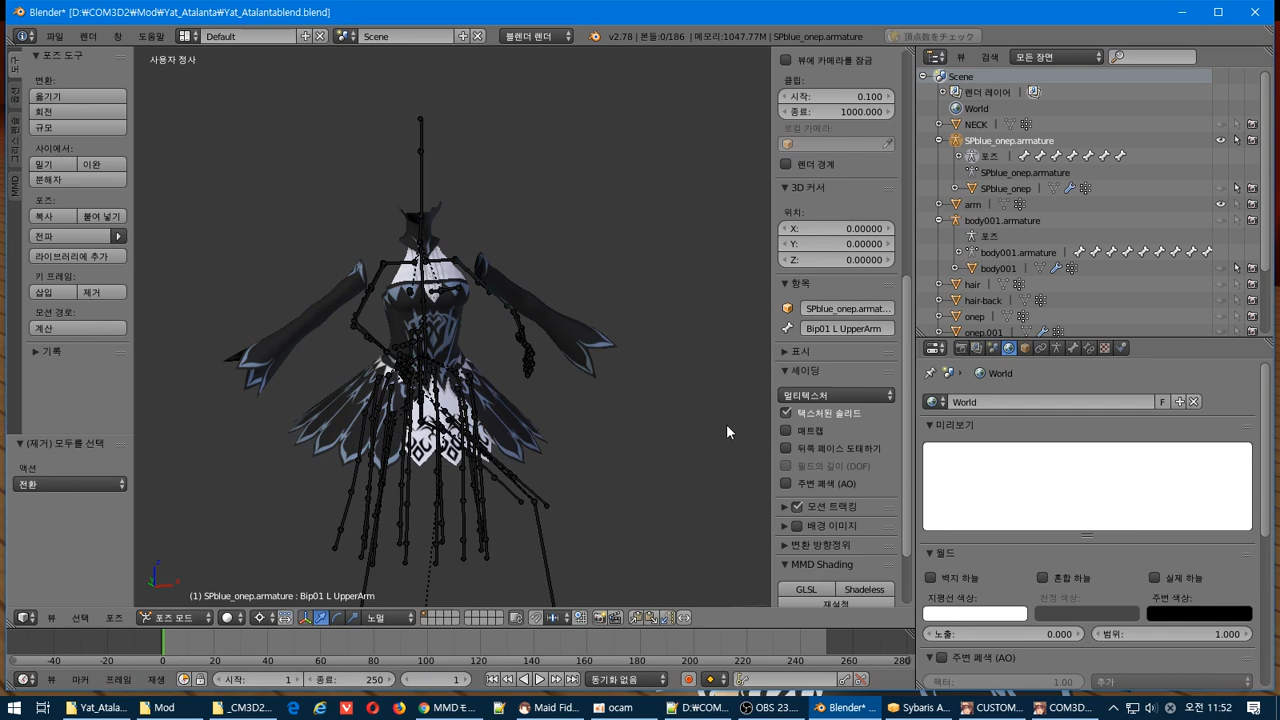 Blender* [D:₩COM3D2₩Mod₩Yat_Atalanta₩Yat_Atalantablend.blend]
파일 렌더 창 도움말 Default Scene 블렌더 렌더 v2.78 | 본들:0/186 | 메모리:1047.77M | SPblue_onep.armature 頂点数をチェック
포즈 도구
변환:
옮기기
회전
규모
사이에서:
밀기 이완
분해자
포즈:
복사 붙여 넣기
전파
라이브러리에 추가
키 프레임:
삽입 제거
모션 경로:
계산
기록
MMD
(제거) 모두를 선택
액션
전환
사용자 정사
(1) SPblue_onep.armature : Bip01 L UpperArm
뷰에 카메라를 잠금
클립:
시작: 0.100
종료: 1000.000
로컬 카메라:
렌더 경계
3D 커서
위치:
X: 0.00000
Y: 0.00000
Z: 0.00000
항목
SPblue_onep.armat...
Bip01 L UpperArm
표시
셰이딩
멀티텍스처
텍스처된 솔리드
매트캡
뒤쪽 페이스 도태하기
필드의 깊이 (DOF)
주변 폐색 (AO)
모션 트랙킹
배경 이미지
변환 방향정위
MMD Shading
GLSL Shadeless
재설정
뷰 검색 모든 장면
Scene
렌더 레이어
World
NECK
SPblue_onep.armature
포즈
SPblue_onep.armature
SPblue_onep
arm
body001.armature
포즈
body001.armature
body001
hair
hair-back
onep
onep.001
World
World F
미리보기
월드
벽지 하늘 혼합 하늘 실제 하늘
지평선 색상: 천정 색상: 주변 색상:
노출: 0.000 범위: 1.000
주변 폐색 (AO)
팩터: 1.00 추가
뷰 선택 포즈 포즈 모드 노멀
-40 -20 0 20 40 60 80 100 120 140 160 180 200 220 240 260 280
뷰 마커 프레임 재생 시작: 1 종료: 250 1 동기화 없음
Yat_Atala... Mod _CM3D2... MMD モ... Maid Fid... ocam D:₩COM... OBS 23.... Blender* ... Sybaris A... CUSTOM... COM3D... 오전 11:52